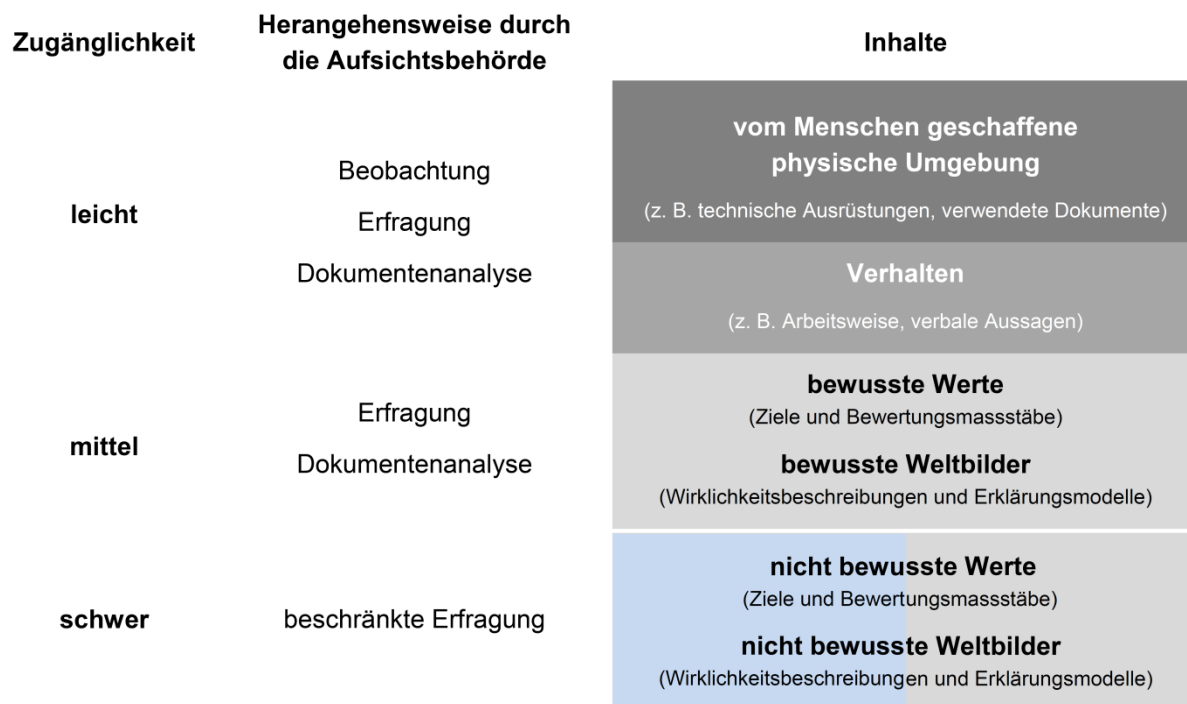 Zugänglichkeit
Herangehensweise durch
die Aufsichtsbehörde
Inhalte
leicht
Beobachtung
Erfragung
Dokumentenanalyse
vom Menschen geschaffene
physische Umgebung
(z. B. technische Ausrüstungen, verwendete Dokumente)
Verhalten
(z. B. Arbeitsweise, verbale Aussagen)
mittel
Erfragung
Dokumentenanalyse
bewusste Werte
(Ziele und Bewertungsmassstäbe)
bewusste Weltbilder
(Wirklichkeitsbeschreibungen und Erklärungsmodelle)
schwer
beschränkte Erfragung
nicht bewusste Werte
(Ziele und Bewertungsmassstäbe)
nicht bewusste Weltbilder
(Wirklichkeitsbeschreibungen und Erklärungsmodelle)